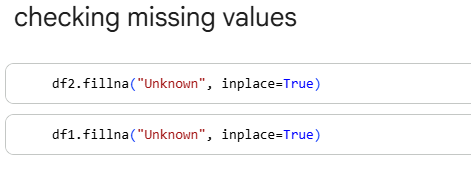 checking missing values
df2.fillna("Unknown", inplace=True)
df1.fillna("Unknown", inplace=True)